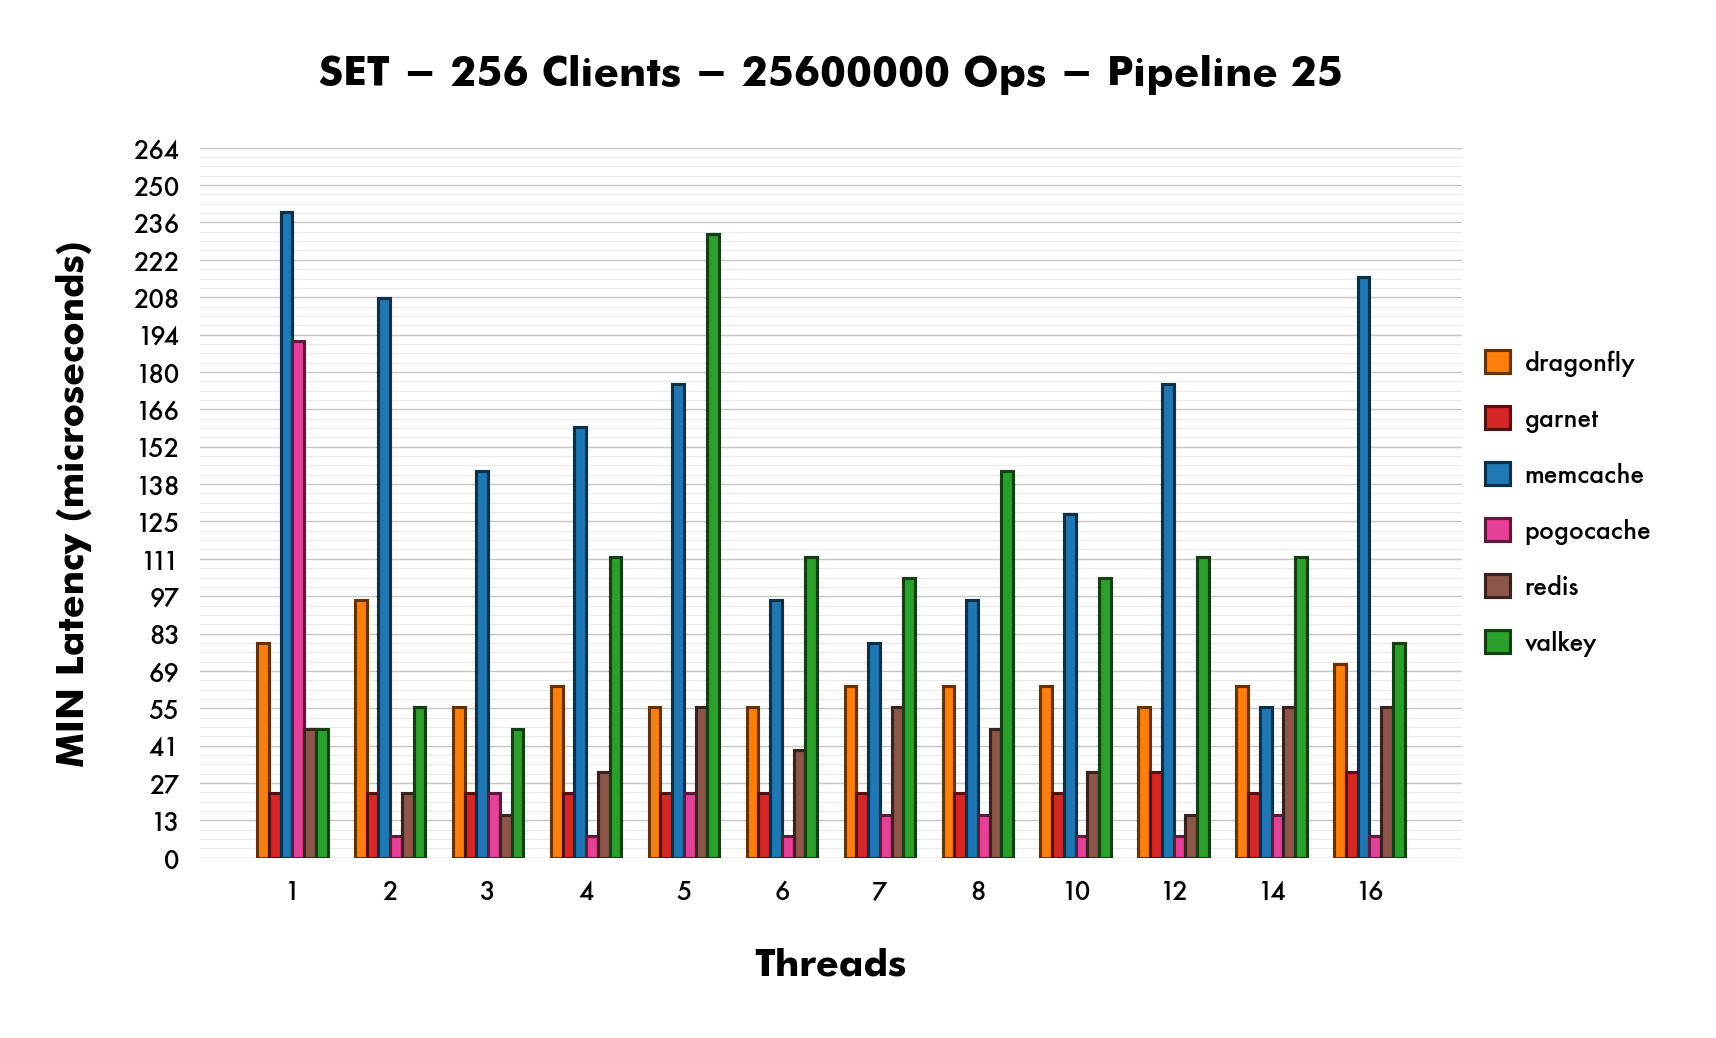 SET – 256 Clients – 25600000 Ops – Pipeline 25
MIN Latency (microseconds)
264
250
236
222
208
194
180
166
152
138
125
111
97
83
69
55
41
27
13
0
1 2 3 4 5 6 7 8 10 12 14 16
Threads
dragonfly
garnet
memcache
pogocache
redis
valkey